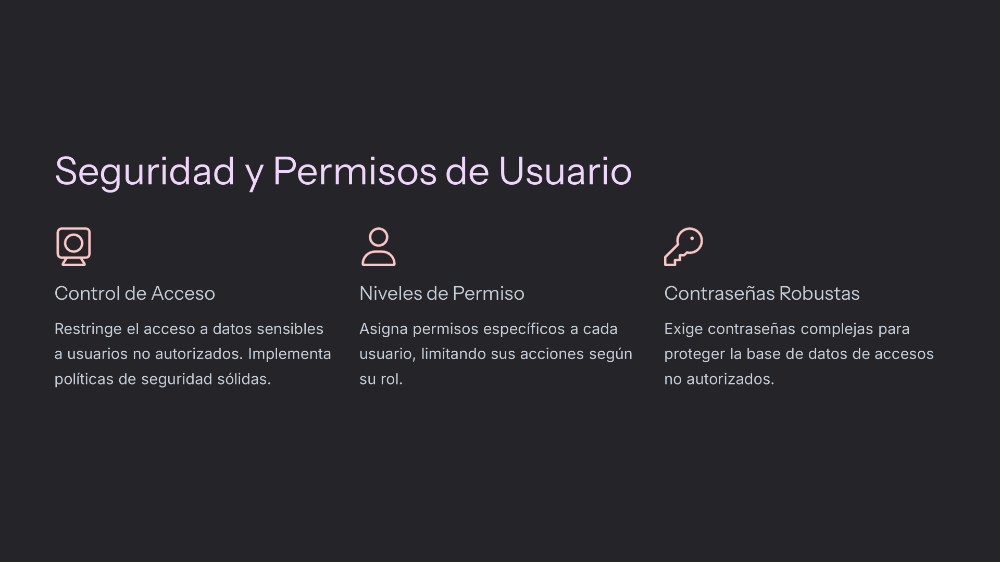 Seguridad y Permisos de Usuario
Control de Acceso
Restringe el acceso a datos sensibles
a usuarios no autorizados. Implementa
políticas de seguridad sólidas.
Niveles de Permiso
Asigna permisos específicos a cada
usuario, limitando sus acciones según
su rol.
Contraseñas Robustas
Exige contraseñas complejas para
proteger la base de datos de accesos
no autorizados.